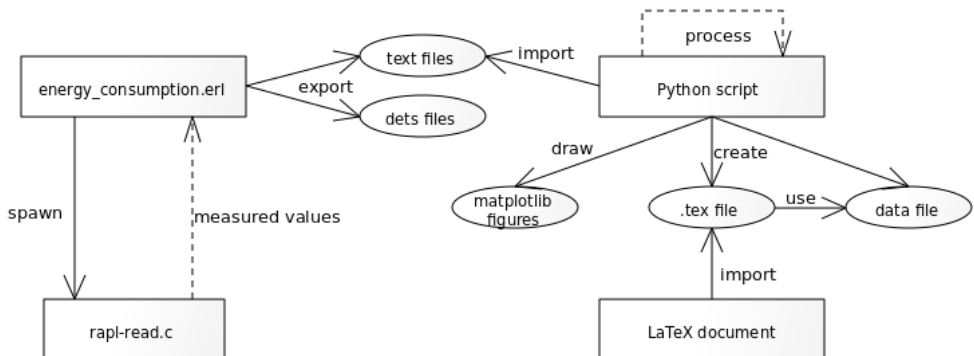 process
text files
import
energy_consumption.erl
export
Python script
dets files
draw
create
matplotlib
figures
.tex file
use
data file
spawn
measured values
import
rapl-read.c
LaTeX document